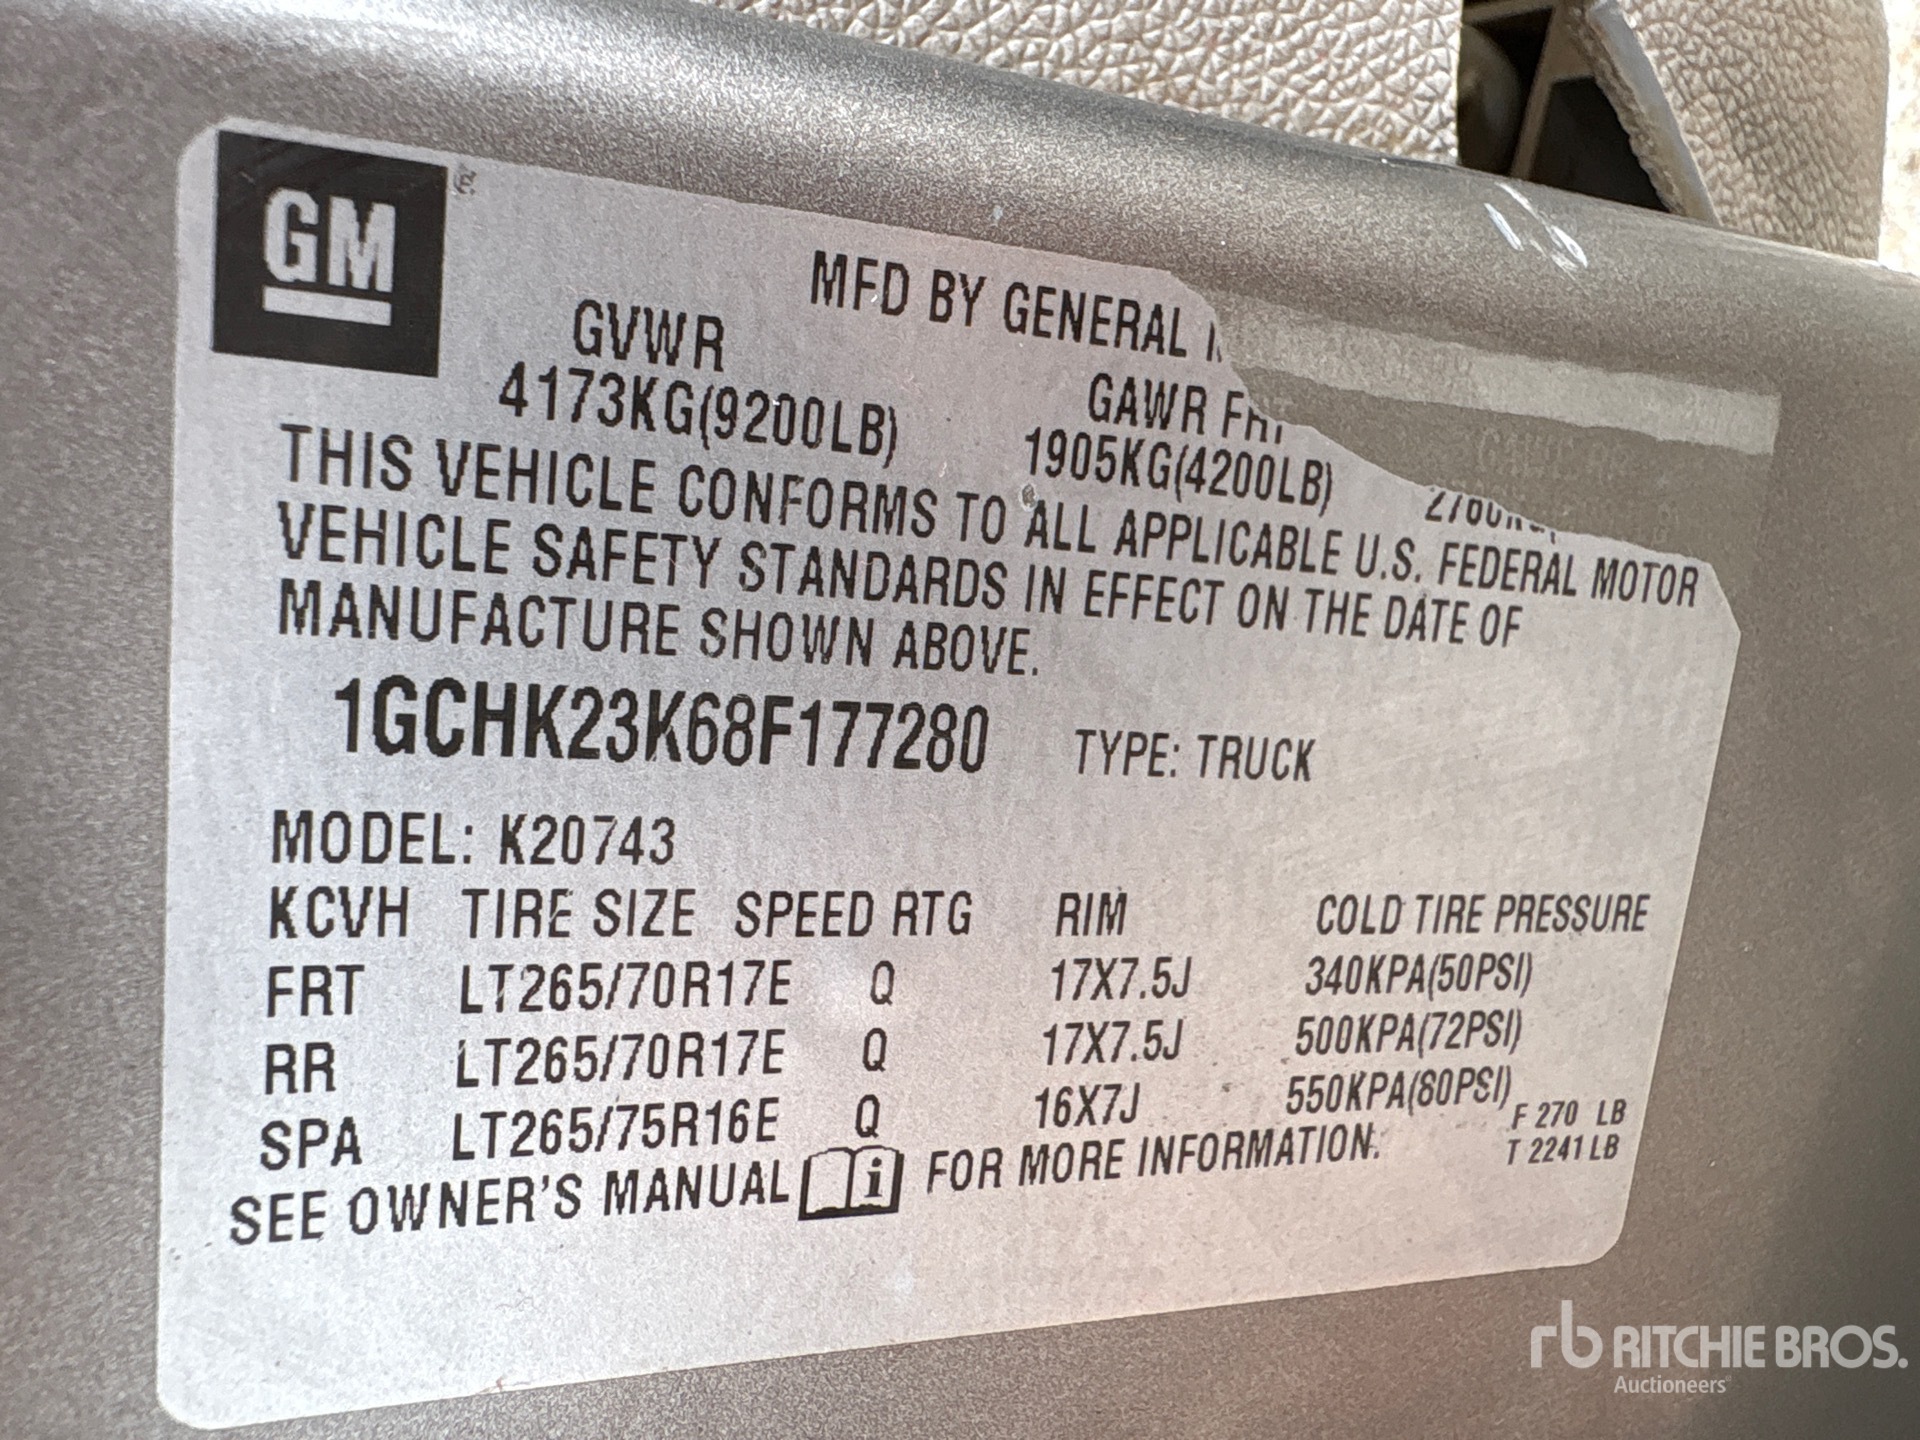 GM
MFD BY GENERAL
GVWR
GAWR FRT
4173KG(9200LB)
1905KG(4200LB)
THIS VEHICLE CONFORMS TO ALL APPLICABLE U.S. FEDERAL MOTOR
VEHICLE SAFETY STANDARDS IN EFFECT ON THE DATE OF
MANUFACTURE SHOWN ABOVE.
1GCHK23K68F177280 TYPE: TRUCK
MODEL: K20743
KCVH TIRE SIZE SPEED RTG RIM COLD TIRE PRESSURE
FRT LT265/70R17E Q 17X7.5J 340KPA(50PSI)
RR LT265/70R17E Q 17X7.5J 500KPA(72PSI)
SPA LT265/75R16E Q 16X7J 550KPA(80PSI)
F 270 LB
T 2241 LB
SEE OWNER'S MANUAL i FOR MORE INFORMATION.
rb RITCHIE BROS.
Auctioneers